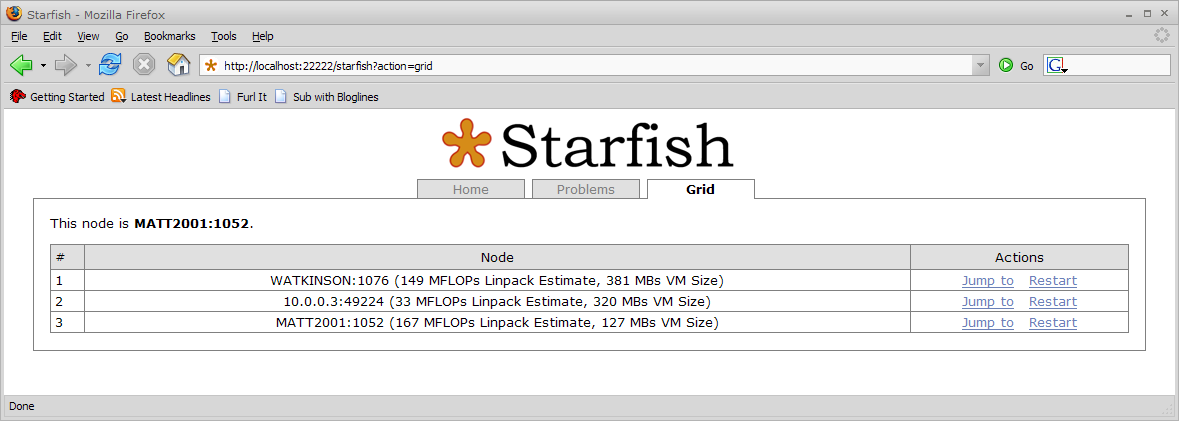 Starfish - Mozilla Firefox
File Edit View Go Bookmarks Tools Help
http://localhost:22222/starfish?action=grid Go G
Getting Started Latest Headlines Furl It Sub with Bloglines
Starfish
Home Problems Grid
This node is MATT2001:1052.
# Node Actions
1 WATKINSON:1076 (149 MFLOPs Linpack Estimate, 381 MBs VM Size) Jump to Restart
2 10.0.0.3:49224 (33 MFLOPs Linpack Estimate, 320 MBs VM Size) Jump to Restart
3 MATT2001:1052 (167 MFLOPs Linpack Estimate, 127 MBs VM Size) Jump to Restart
Done